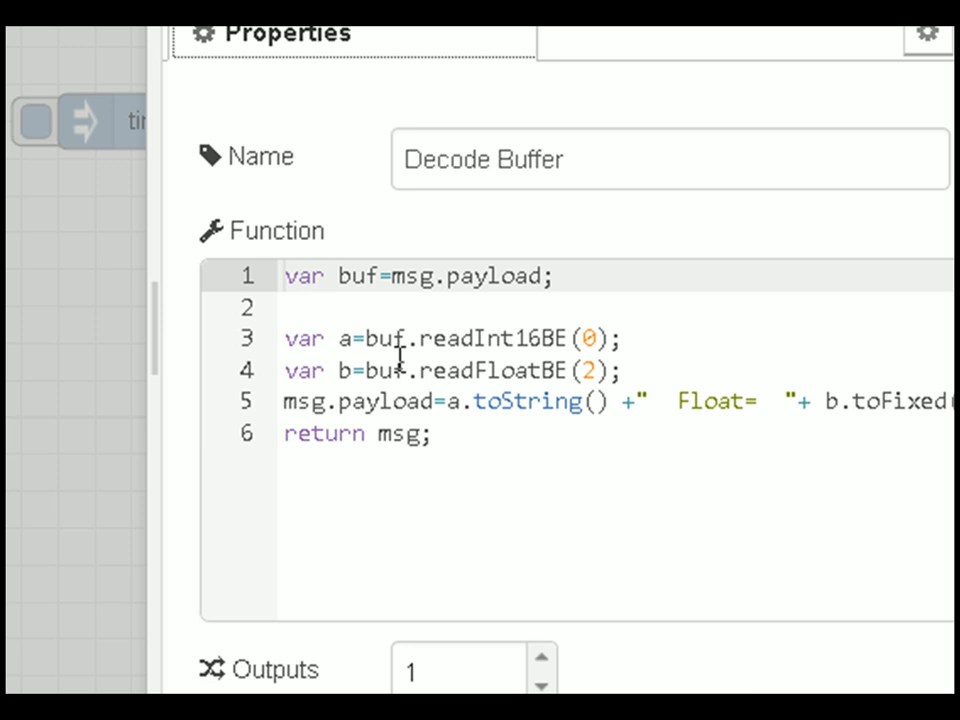 Properties
Name
Decode Buffer
Function
1 var buf=msg.payload;
2
3 var a=buf.readInt16BE(0);
4 var b=buf.readFloatBE(2);
5 msg.payload=a.toString() +"  Float=  "+ b.toFixed(
6 return msg;
Outputs
1